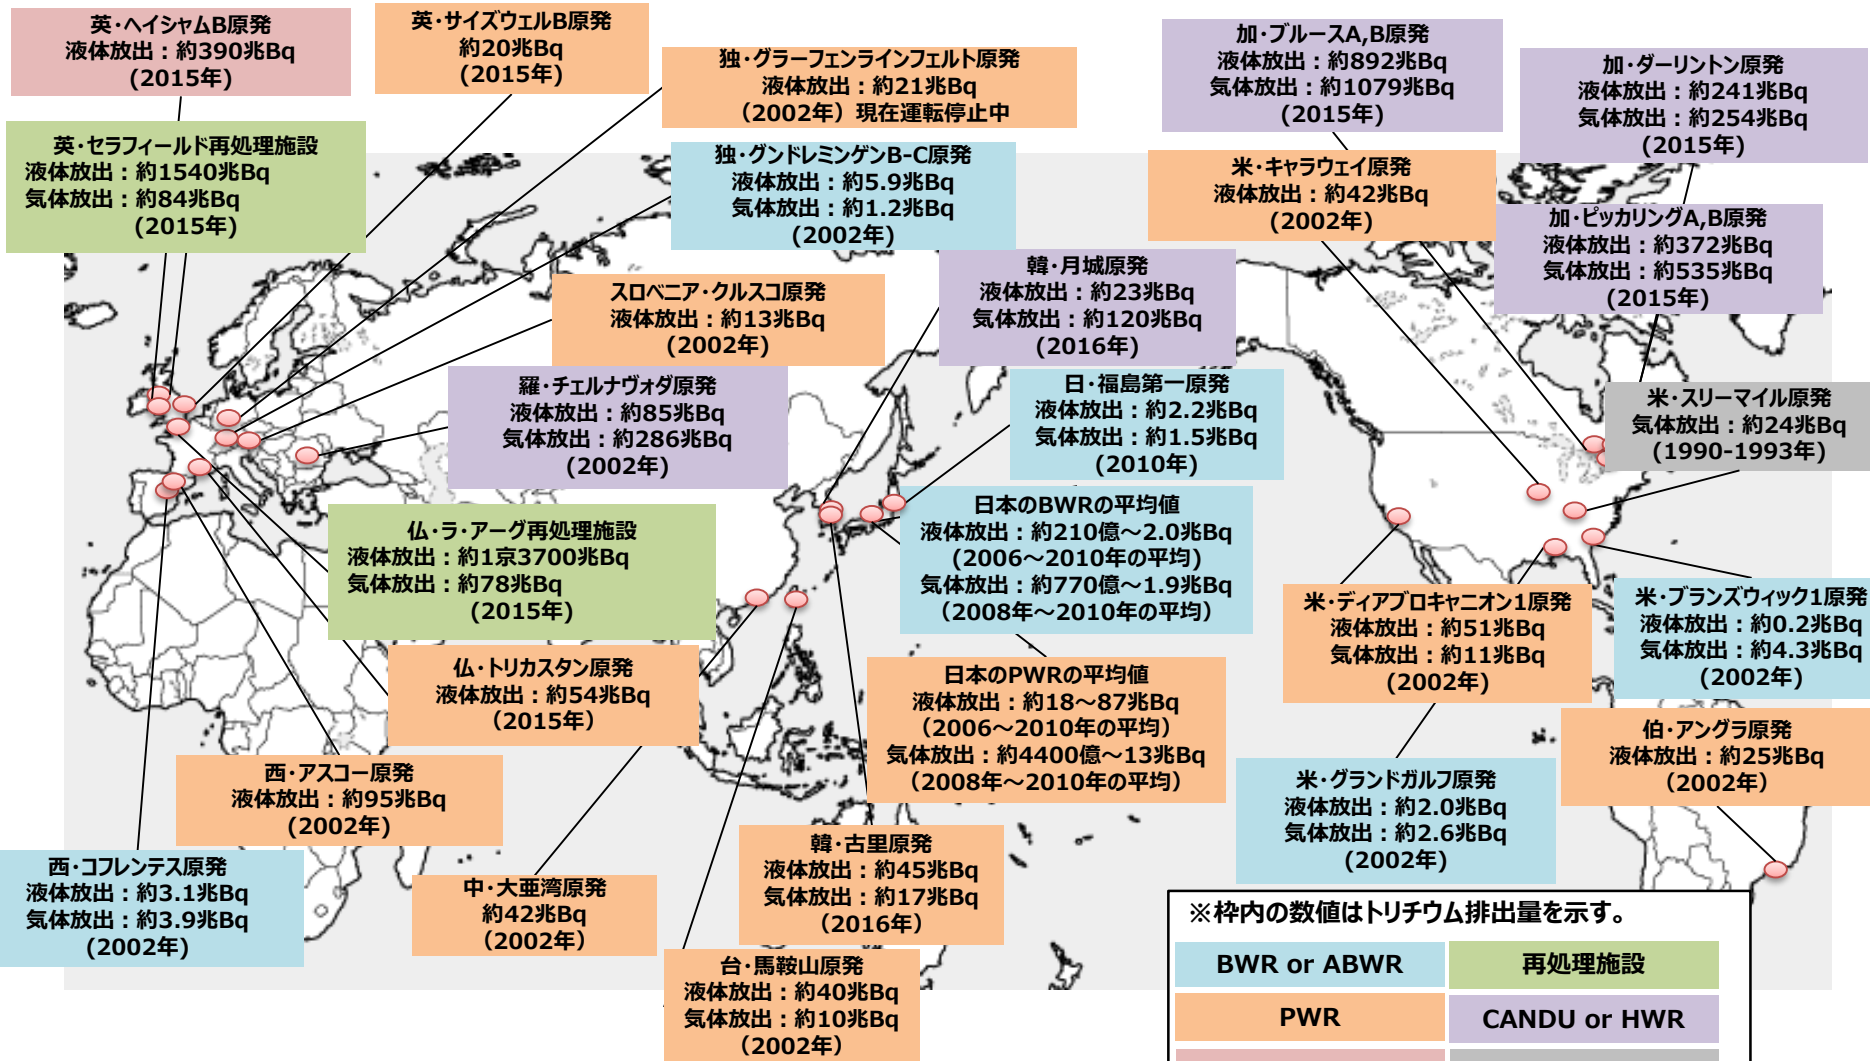 英・ヘイシャムB原発
液体放出：約390兆Bq
(2015年)
英・サイズウェルB原発
約20兆Bq
(2015年)
独・グラーフェンラインフェルト原発
液体放出：約21兆Bq
（2002年）現在運転停止中
加・ブルースA,B原発
液体放出：約892兆Bq
気体放出：約1079兆Bq
(2015年)
加・ダーリントン原発
液体放出：約241兆Bq
気体放出：約254兆Bq
(2015年)
英・セラフィールド再処理施設
液体放出：約1540兆Bq
気体放出：約84兆Bq
(2015年)
独・グンドレミンゲンB-C原発
液体放出：約5.9兆Bq
気体放出：約1.2兆Bq
(2002年)
米・キャラウェイ原発
液体放出：約42兆Bq
(2002年)
加・ピッカリングA,B原発
液体放出：約372兆Bq
気体放出：約535兆Bq
(2015年)
スロベニア・クルスコ原発
液体放出：約13兆Bq
(2002年)
韓・月城原発
液体放出：約23兆Bq
気体放出：約120兆Bq
(2016年)
羅・チェルナヴォダ原発
液体放出：約85兆Bq
気体放出：約286兆Bq
(2002年)
日・福島第一原発
液体放出：約2.2兆Bq
気体放出：約1.5兆Bq
(2010年)
米・スリーマイル原発
気体放出：約24兆Bq
(1990-1993年)
仏・ラ・アーグ再処理施設
液体放出：約1京3700兆Bq
気体放出：約78兆Bq
(2015年)
日本のBWRの平均値
液体放出：約210億～2.0兆Bq
(2006～2010年の平均)
気体放出：約770億～1.9兆Bq
（2008年～2010年の平均）
米・ディアブロキャニオン1原発
液体放出：約51兆Bq
気体放出：約11兆Bq
(2002年)
米・ブランズウィック1原発
液体放出：約0.2兆Bq
気体放出：約4.3兆Bq
(2002年)
仏・トリカスタン原発
液体放出：約54兆Bq
（2015年）
日本のPWRの平均値
液体放出：約18～87兆Bq
（2006～2010年の平均）
気体放出：約4400億～13兆Bq
（2008年～2010年の平均）
伯・アングラ原発
液体放出：約25兆Bq
(2002年）
西・アスコー原発
液体放出：約95兆Bq
(2002年)
米・グランドガルフ原発
液体放出：約2.0兆Bq
気体放出：約2.6兆Bq
(2002年)
西・コフレンテス原発
液体放出：約3.1兆Bq
気体放出：約3.9兆Bq
(2002年)
中・大亜湾原発
約42兆Bq
（2002年）
韓・古里原発
液体放出：約45兆Bq
気体放出：約17兆Bq
（2016年）
台・馬鞍山原発
液体放出：約40兆Bq
気体放出：約10兆Bq
（2002年）
※枠内の数値はトリチウム排出量を示す。
BWR or ABWR
再処理施設
PWR
CANDU or HWR